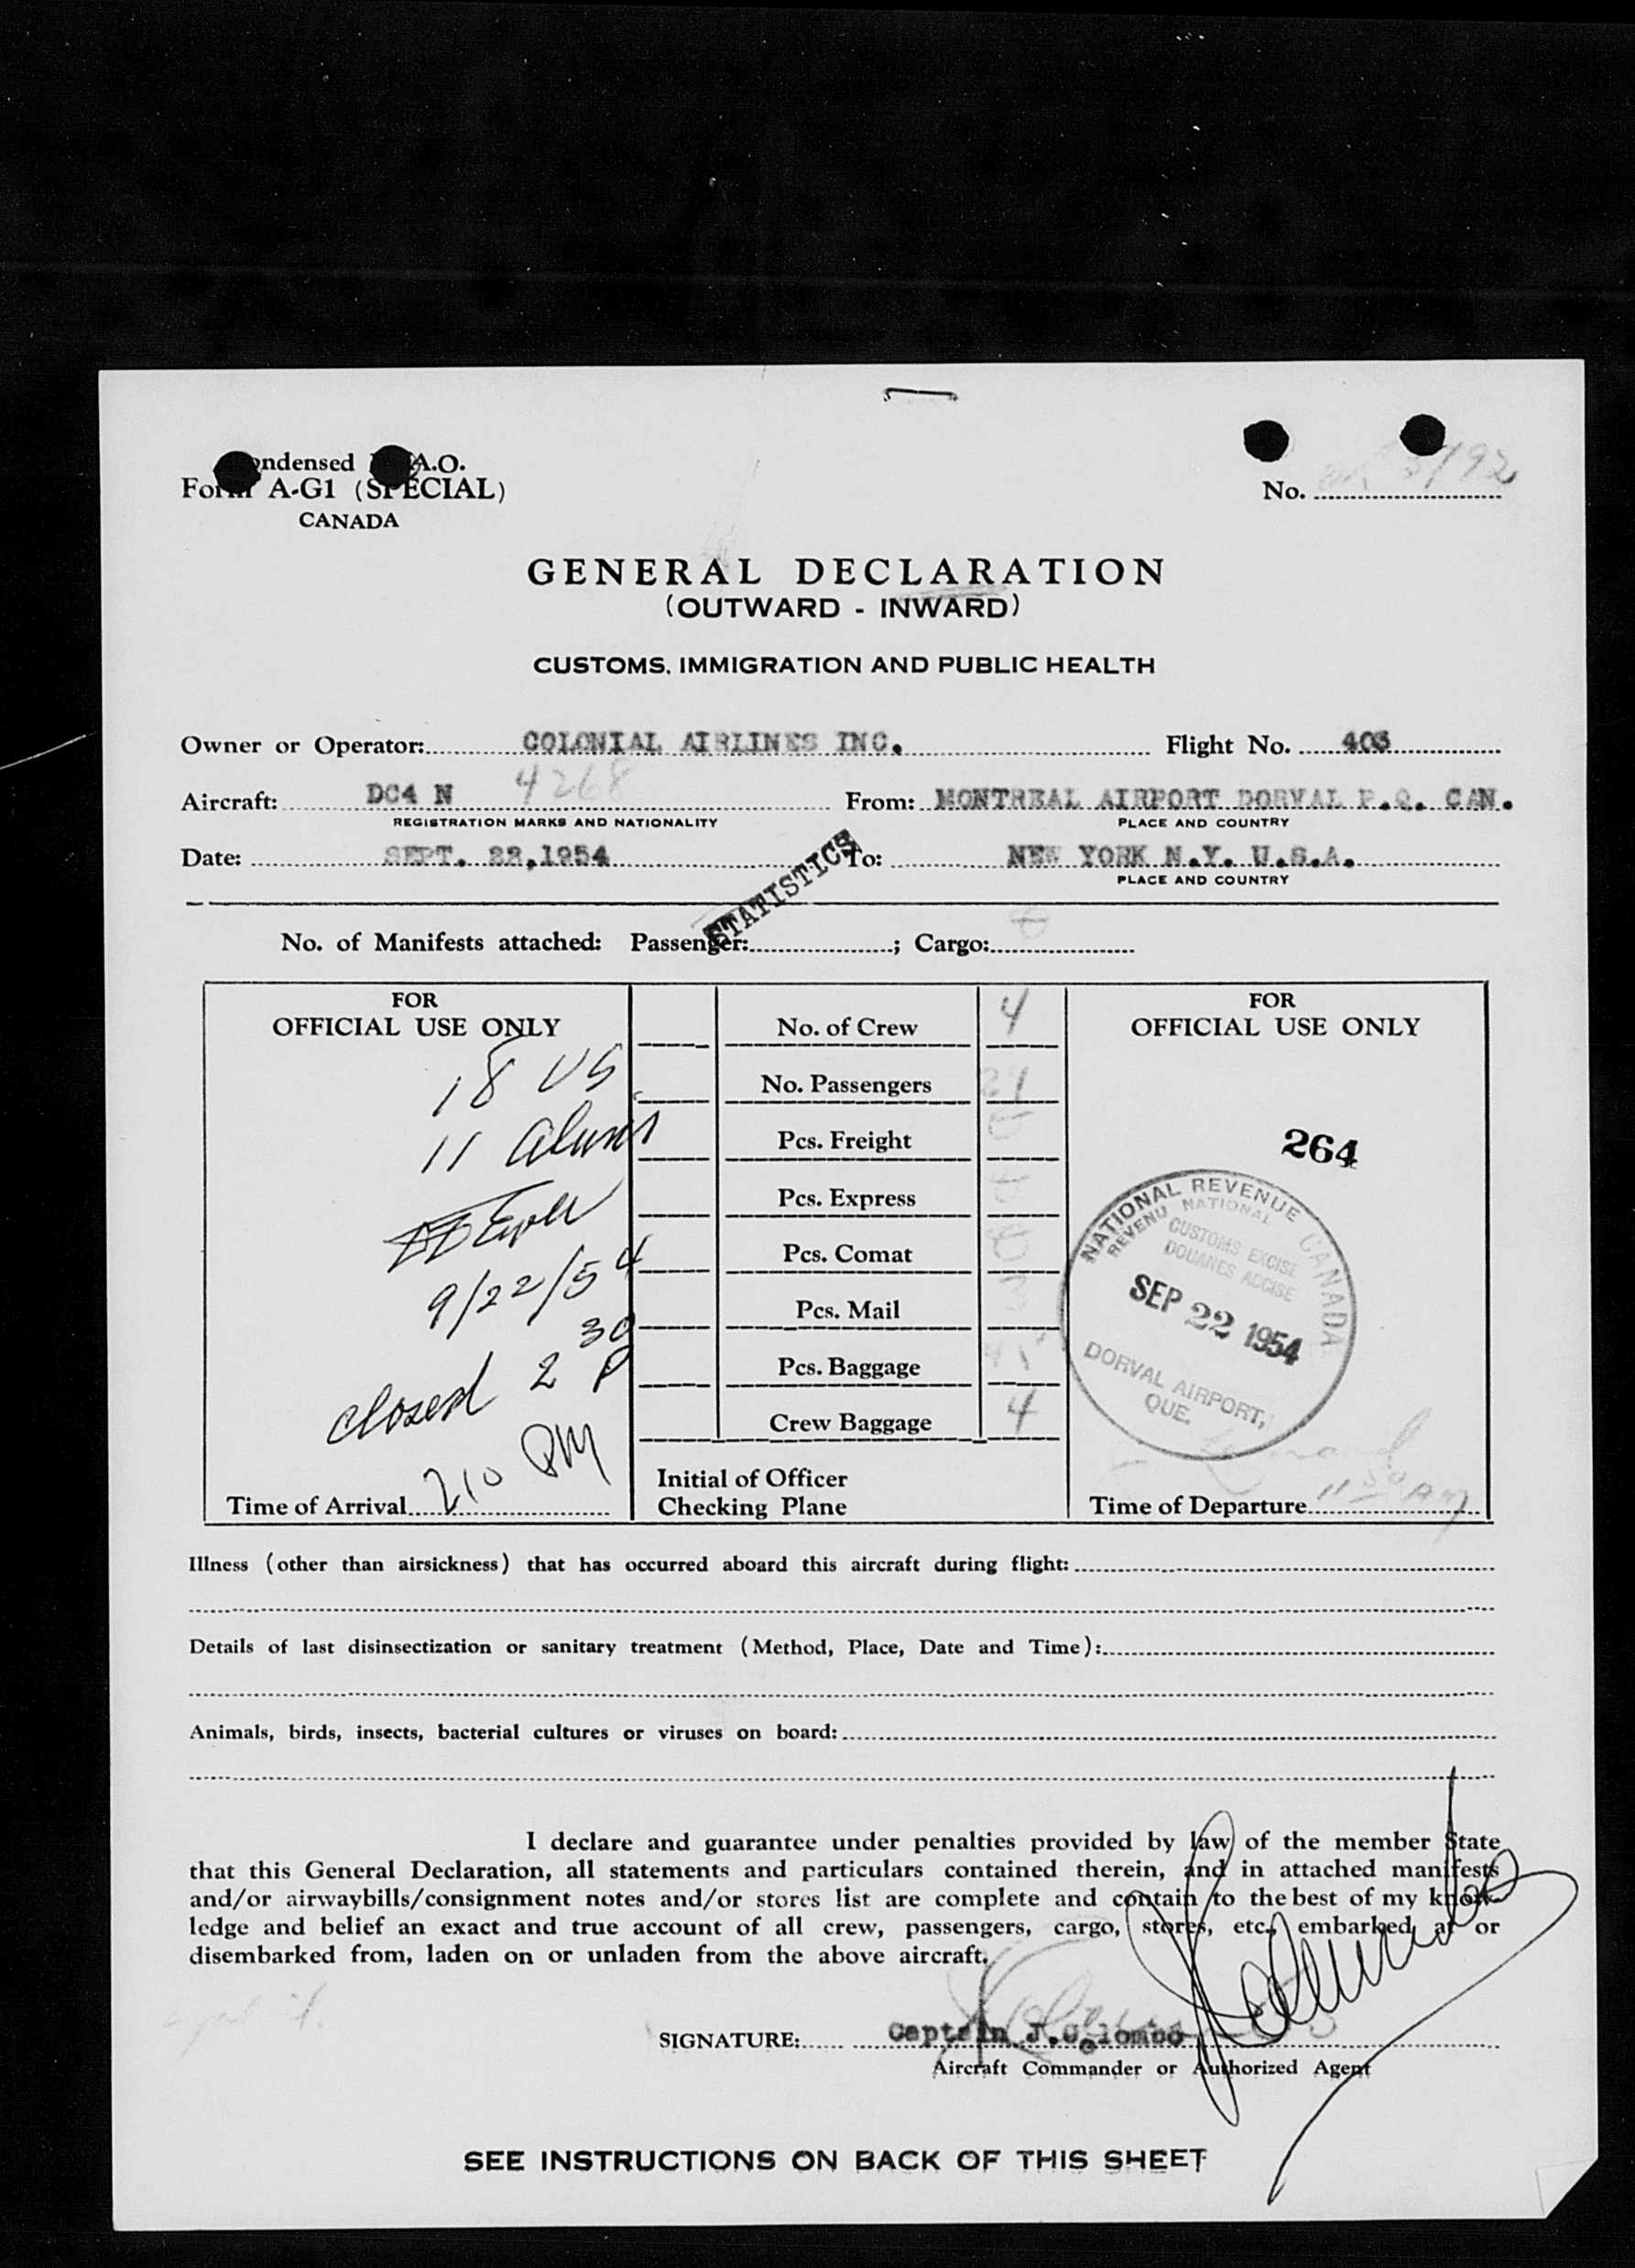 Condensed I.C.A.O.
Form A-G1 (SPECIAL)
CANADA
No. 3792
GENERAL DECLARATION
(OUTWARD - INWARD)
CUSTOMS, IMMIGRATION AND PUBLIC HEALTH
Owner or Operator: COLONIAL AIRLINES INC. Flight No. 403
Aircraft: DC4 N 4268 From: MONTREAL AIRPORT DORVAL P.Q. CAN.
REGISTRATION MARKS AND NATIONALITY PLACE AND COUNTRY
Date: SEPT. 22, 1954 To: NEW YORK N.Y. U.S.A.
PLACE AND COUNTRY
STATISTICS
No. of Manifests attached: Passenger: ; Cargo:
FOR
OFFICIAL USE ONLY
18 US
11 aliens
9/22/54
closed 2 30 P
Time of Arrival 210 PM
No. of Crew 4
No. Passengers 29
Pcs. Freight
Pcs. Express
Pcs. Comat
Pcs. Mail 3
Pcs. Baggage
Crew Baggage 4
Initial of Officer
Checking Plane
FOR
OFFICIAL USE ONLY
264
NATIONAL REVENUE CANADA
REVENU NATIONAL
CUSTOMS EXCISE
DOUANES ACCISE
SEP 22 1954
DORVAL AIRPORT,
QUE.
Time of Departure 11 50 AM
Illness (other than airsickness) that has occurred aboard this aircraft during flight:
Details of last disinsectization or sanitary treatment (Method, Place, Date and Time):
Animals, birds, insects, bacterial cultures or viruses on board:
I declare and guarantee under penalties provided by law of the member State
that this General Declaration, all statements and particulars contained therein, and in attached manifests
and/or airwaybills/consignment notes and/or stores list are complete and contain to the best of my know-
ledge and belief an exact and true account of all crew, passengers, cargo, stores, etc., embarked at or
disembarked from, laden on or unladen from the above aircraft.
SIGNATURE: Captain J. Colombo
Aircraft Commander or Authorized Agent
SEE INSTRUCTIONS ON BACK OF THIS SHEET